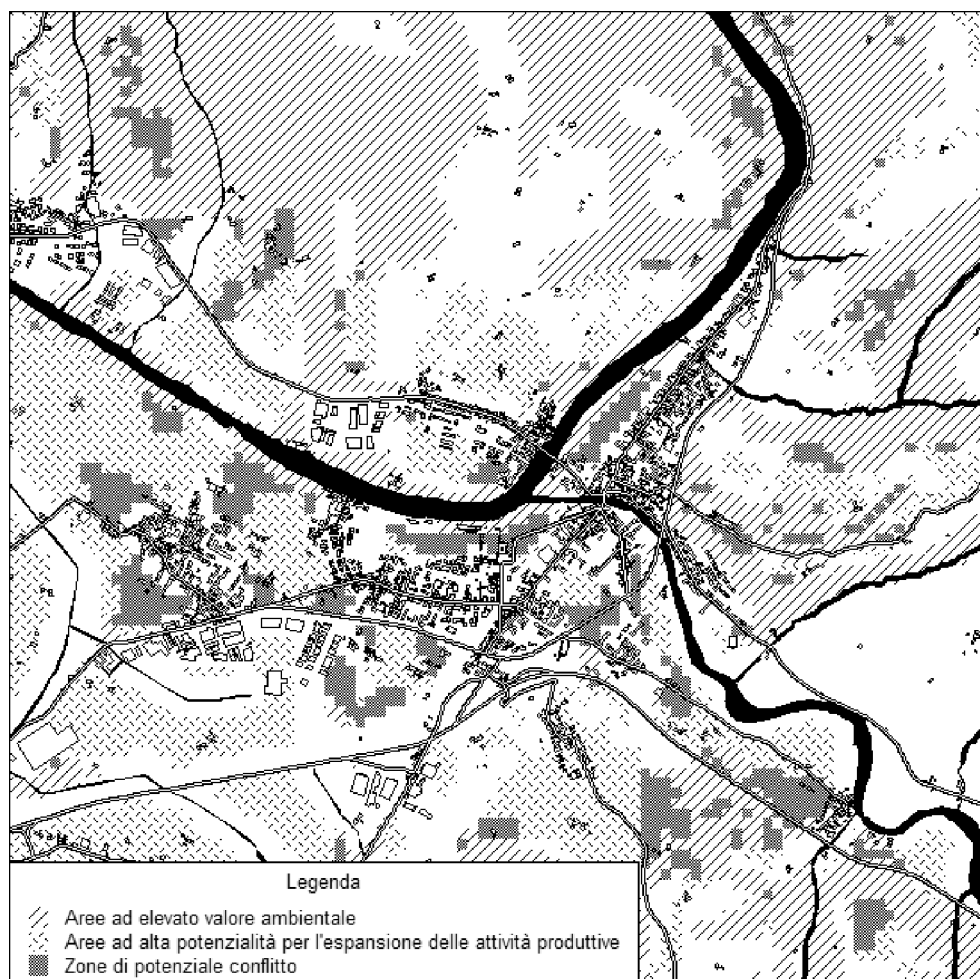 Legenda
Aree ad elevato valore ambientale
Aree ad alta potenzialità per l'espansione delle attività produttive
Zone di potenziale conflitto